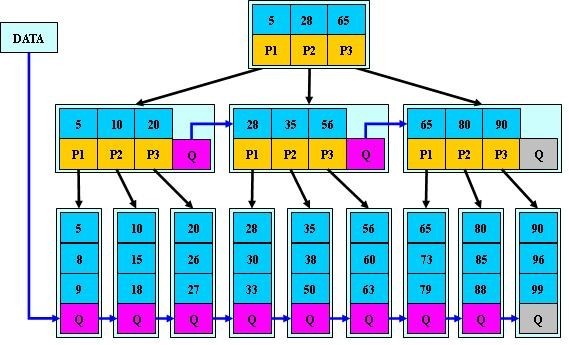 5 28 65
DATA
P1 P2 P3
5 10 20
28 35 56
65 80 90
P1 P2 P3 Q
P1 P2 P3 Q
P1 P2 P3 Q
5 10 20 28 35 56 65 80 90
8 15 26 30 38 60 73 85 96
9 18 27 33 50 63 79 88 99
Q Q Q Q Q Q Q Q Q